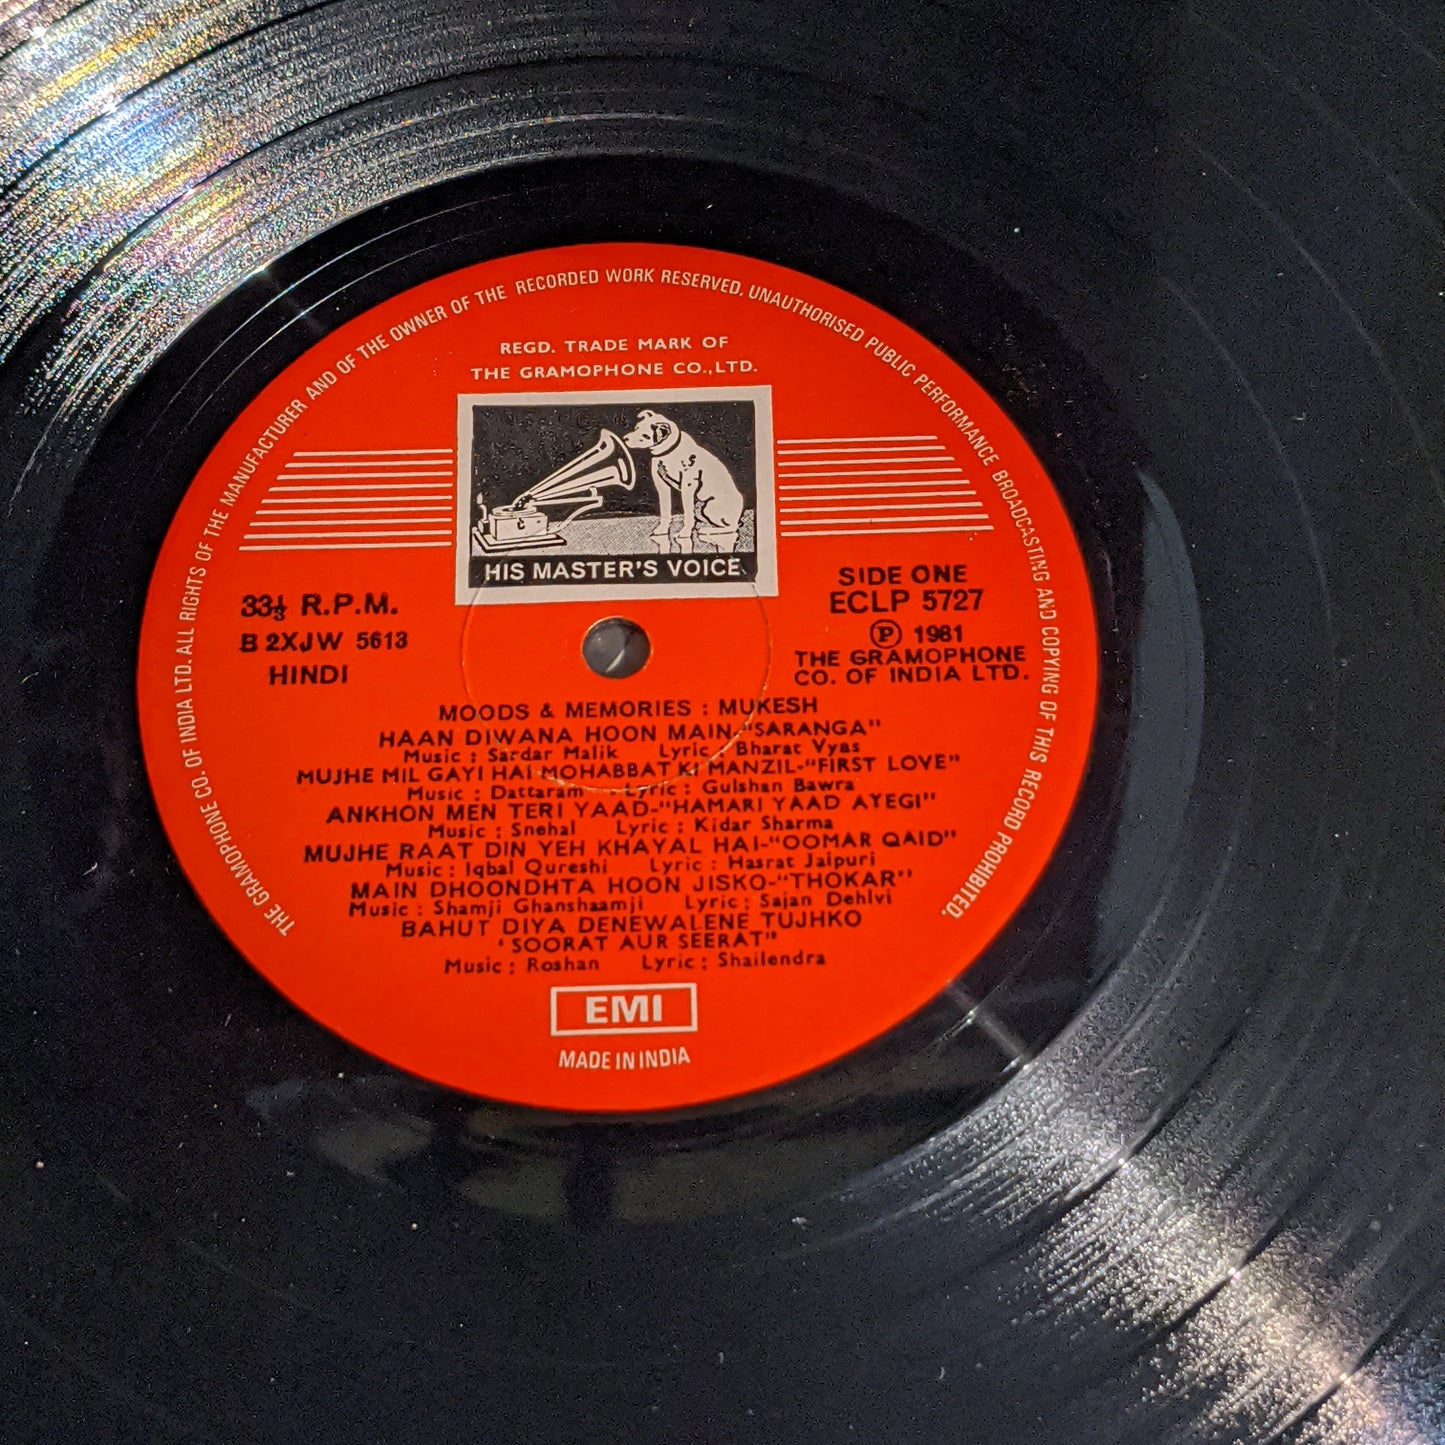 THE GRAMOPHONE CO. OF INDIA LTD. ALL RIGHTS OF THE MANUFACTURER AND OF THE OWNER OF THE RECORDED WORK RESERVED. UNAUTHORISED PUBLIC PERFORMANCE BROADCASTING AND COPYING OF THIS RECORD PROHIBITED.
REGD. TRADE MARK OF
THE GRAMOPHONE CO., LTD.
HIS MASTER'S VOICE
33⅓ R.P.M.
B 2XJW 5613
HINDI
SIDE ONE
ECLP 5727
Ⓟ 1981
THE GRAMOPHONE
CO. OF INDIA LTD.
MOODS & MEMORIES : MUKESH
HAAN DIWANA HOON MAIN-"SARANGA"
Music : Sardar Malik Lyric : Bharat Vyas
MUJHE MIL GAYI HAI MOHABBAT KI MANZIL-"FIRST LOVE"
Music : Dattaram Lyric : Gulshan Bawra
ANKHON MEN TERI YAAD-"HAMARI YAAD AYEGI"
Music : Snehal Lyric : Kidar Sharma
MUJHE RAAT DIN YEH KHAYAL HAI-"OOMAR QAID"
Music : Iqbal Qureshi Lyric : Hasrat Jaipuri
MAIN DHOONDHTA HOON JISKO-"THOKAR"
Music : Shamji Ghanshaamji Lyric : Sajan Dehlvi
BAHUT DIYA DENEWALENE TUJHKO
'SOORAT AUR SEERAT"
Music : Roshan Lyric : Shailendra
EMI
MADE IN INDIA